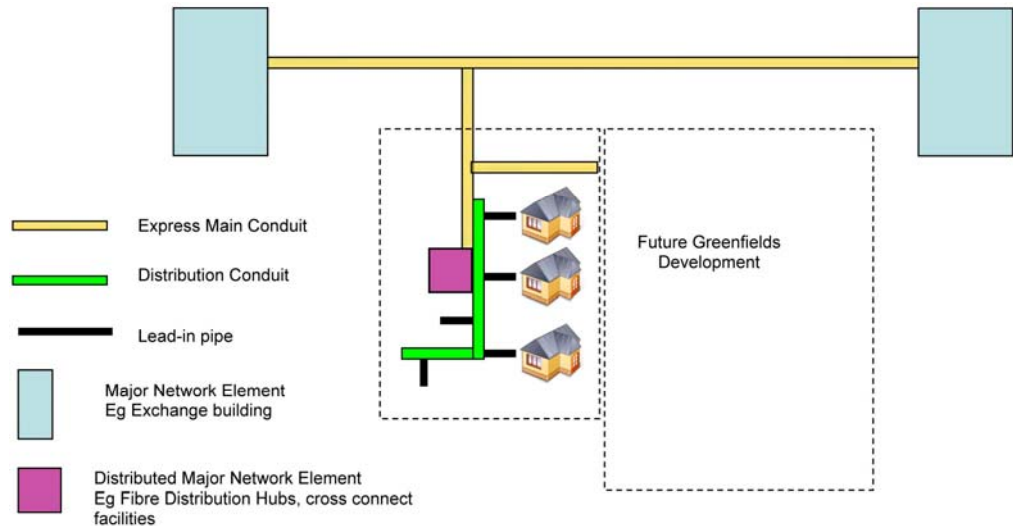 Express Main Conduit
Distribution Conduit
Lead-in pipe
Major Network Element
Eg Exchange building
Distributed Major Network Element
Eg Fibre Distribution Hubs, cross connect
facilities
Future Greenfields
Development